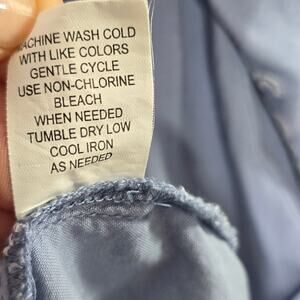 MACHINE WASH COLD
WITH LIKE COLORS
GENTLE CYCLE
USE NON-CHLORINE
BLEACH
WHEN NEEDED
TUMBLE DRY LOW
COOL IRON
AS NEEDED